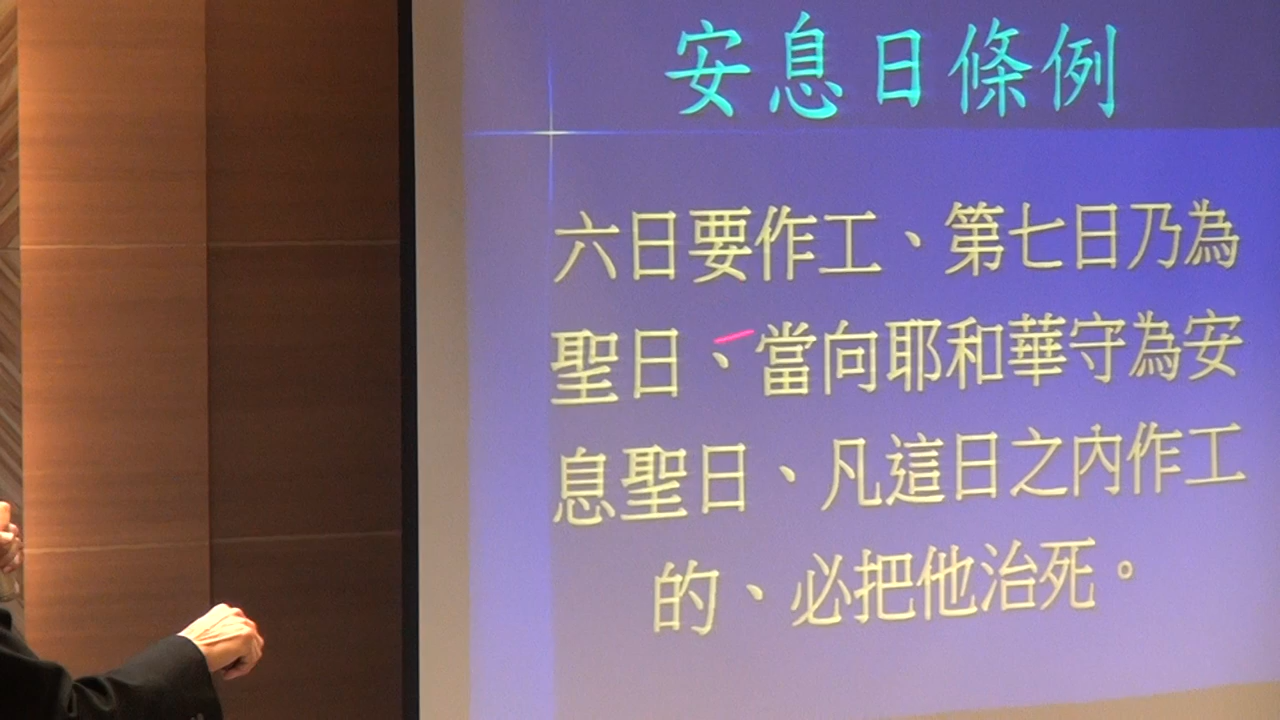 安息日條例
六日要作工、第七日乃為
聖日、當向耶和華守為安
息聖日、凡這日之內作工
的、必把他治死。